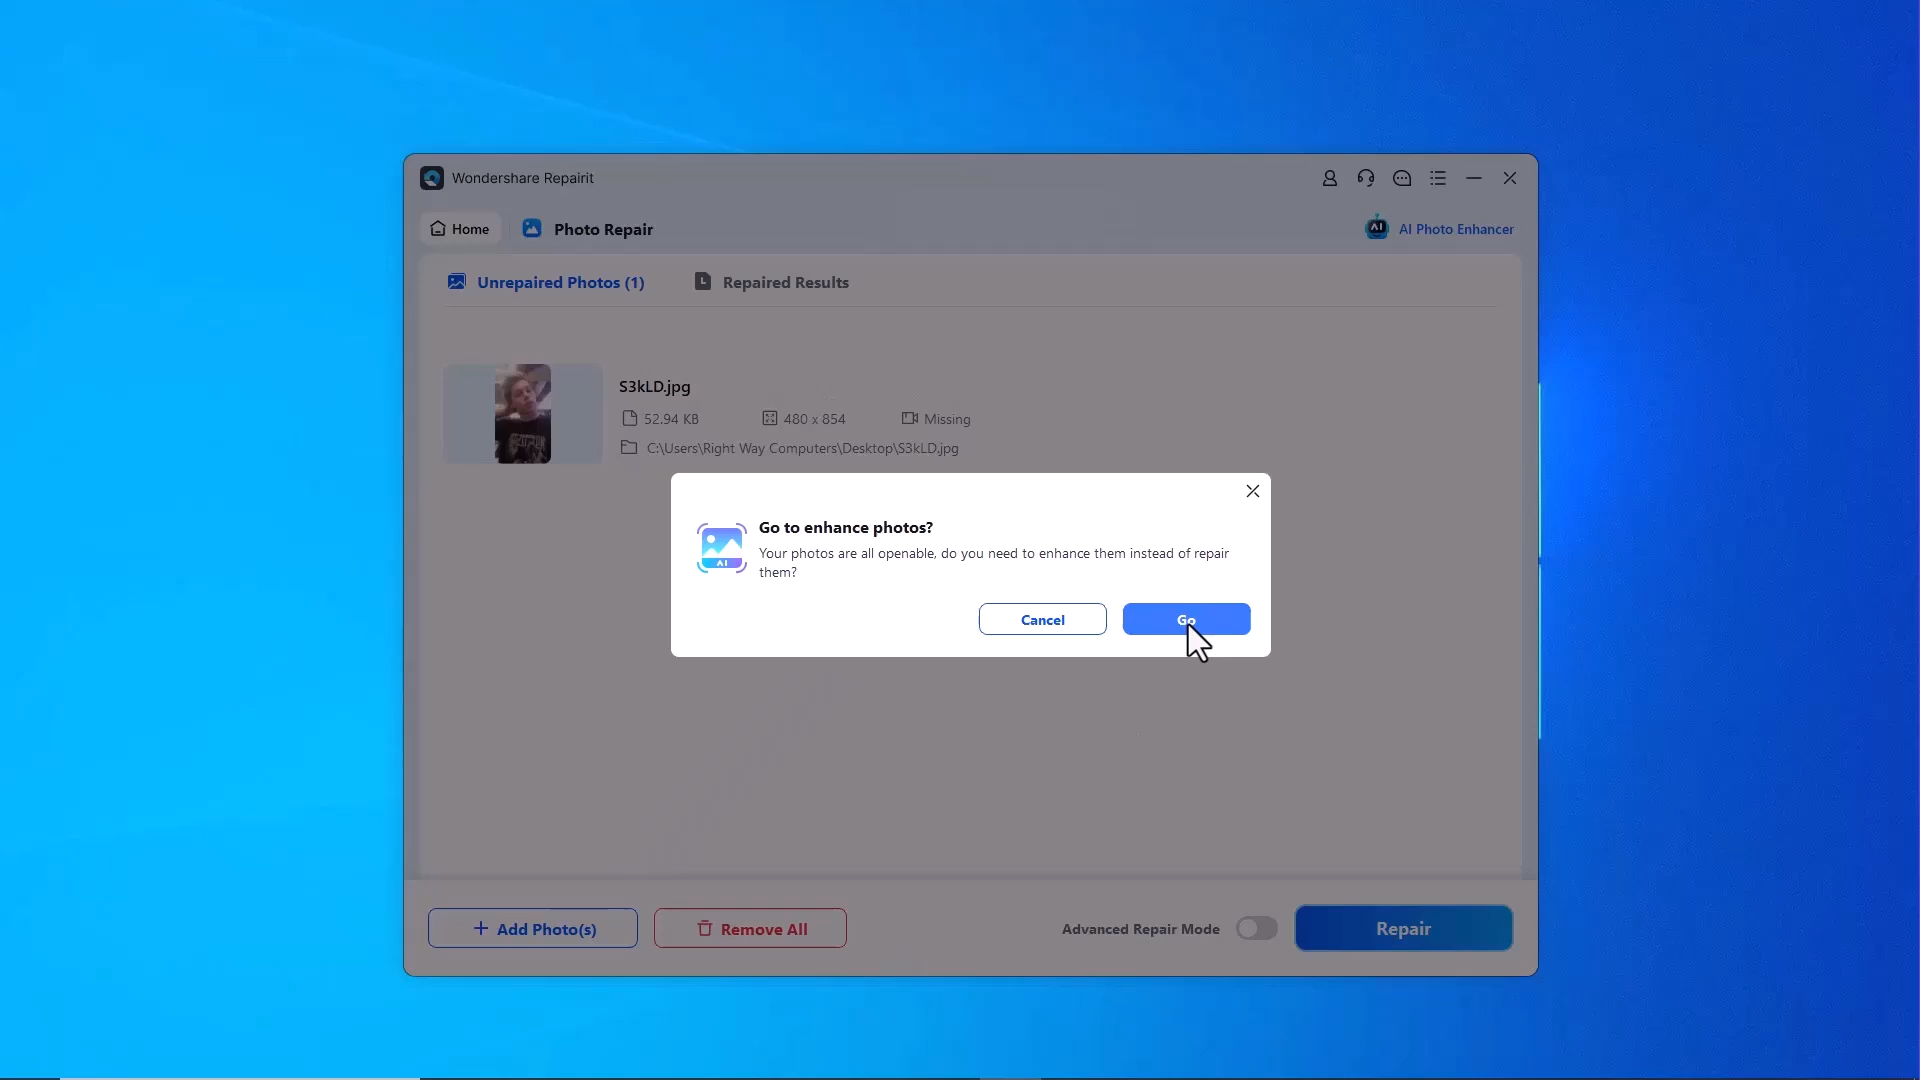 Wondershare Repairit
Home
Photo Repair
AI
AI Photo Enhancer
Unrepaired Photos (1)
Repaired Results
S3kLD.jpg
52.94 KB
480 x 854
Missing
C:\Users\Right Way Computers\Desktop\S3kLD.jpg
Go to enhance photos?
Your photos are all openable, do you need to enhance them instead of repair
them?
AI
Cancel
Go
Add Photo(s)
Remove All
Advanced Repair Mode
Repair